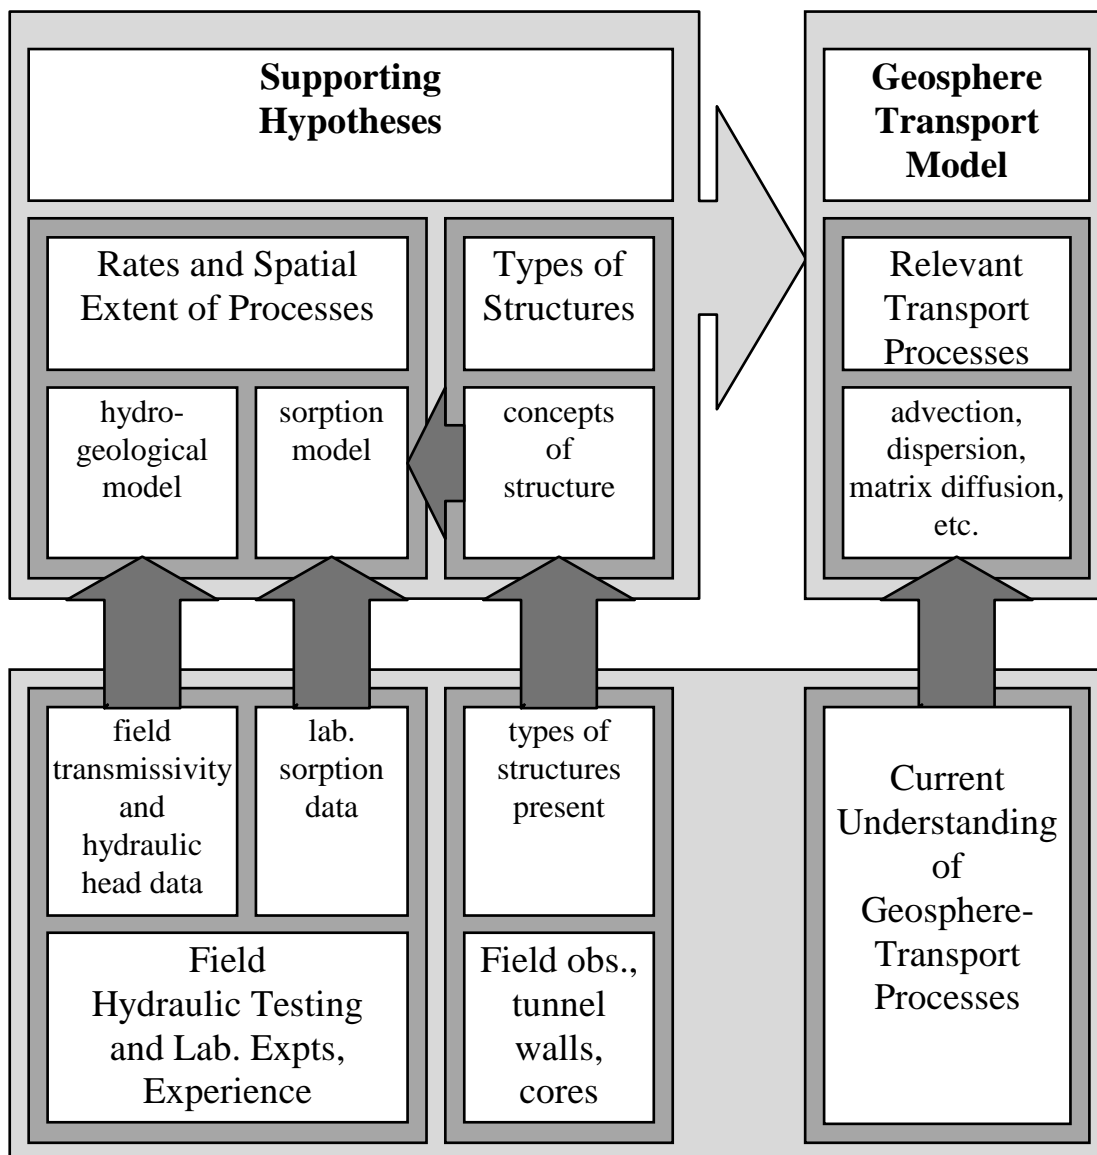 Supporting
Hypotheses
Geosphere
Transport
Model
Rates and Spatial
Extent of Processes
Types of
Structures
Relevant
Transport
Processes
hydro-
geological
model
sorption
model
concepts
of
structure
advection,
dispersion,
matrix diffusion,
etc.
field
transmissivity
and
hydraulic
head data
lab.
sorption
data
types of
structures
present
Current
Understanding
of
Geosphere-
Transport
Processes
Field
Hydraulic Testing
and Lab. Expts,
Experience
Field obs.,
tunnel
walls,
cores